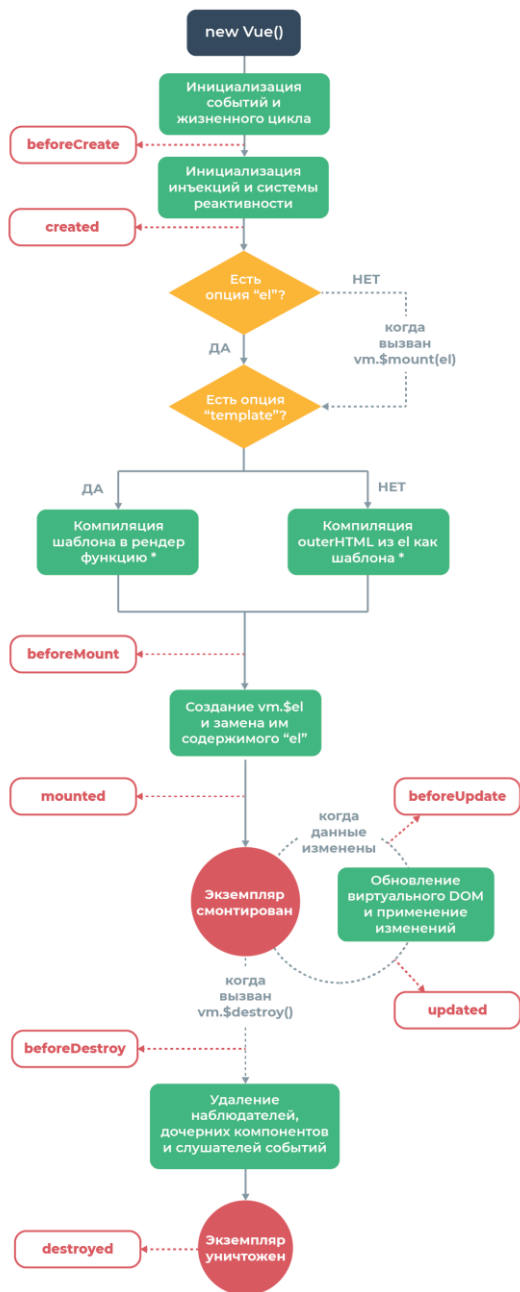 new Vue()
Инициализация
событий и
жизненного цикла
beforeCreate
Инициализация
инъекций и системы
реактивности
created
Есть
опция “el”?
НЕТ
когда
вызван
vm.$mount(el)
ДА
Есть опция
“template”?
ДА
НЕТ
Компиляция
шаблона в рендер
функцию *
Компиляция
outerHTML из el как
шаблона *
beforeMount
Создание vm.$el
и замена им
содержимого “el”
mounted
beforeUpdate
когда
данные
изменены
Экземпляр
смонтирован
Обновление
виртуального DOM
и применение
изменений
когда
вызван
vm.$destroy()
updated
beforeDestroy
Удаление
наблюдателей,
дочерних компонентов
и слушателей событий
destroyed
Экземпляр
уничтожен